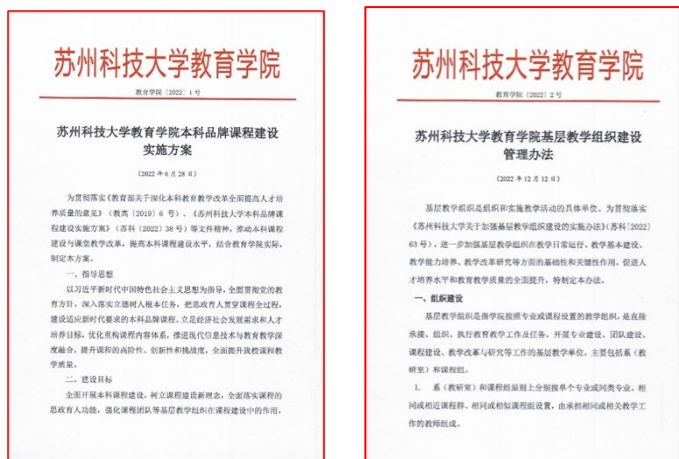 苏州科技大学教育学院
教育学院〔2022〕1号
苏州科技大学教育学院本科品牌课程建设
实施方案
(2022年6月28日)
为贯彻落实《教育部关于深化本科教育教学改革全面提高人才培
养质量的意见》(教高〔2019〕6号)、《苏州科技大学本科品牌课
程建设实施方案》(苏科〔2022〕38号)等文件精神,推动本科课程
建设与课堂教学改革,提高本科课程建设水平,结合教育学院实际,
制定本方案。
一、指导思想
以习近平新时代中国特色社会主义思想为指导,全面贯彻党的教
育方针,深入落实立德树人根本任务,把思政育人贯穿课程全过程,
建设适应新时代要求的本科品牌课程。立足经济社会发展需求和人才
培养目标,优化重构课程内容体系,推进现代信息技术与教育教学深
度融合,提升课程的高阶性、创新性和挑战度,全面提升我校课程教
学质量。
二、建设目标
全面开展本科课程建设,树立课程建设新理念,全面落实课程的
思政育人功能,强化课程团队等基层教学组织在课程建设中的作用,
苏州科技大学教育学院
教育学院〔2022〕2号
苏州科技大学教育学院基层教学组织建设
管理办法
(2022年12月12日)
基层教学组织是组织和实施教学活动的具体单位。为贯彻落实
《苏州科技大学关于加强基层教学组织建设的实施办法》(苏科〔2022〕
63号),进一步加强基层教学组织在教学日常运行、教学基本建设、
教学能力培养、教学改革研究等方面的基础性和关键性作用,促进人
才培养水平和教育教学质量的全面提升,特制定本办法。
一、组织建设
基层教学组织是指学院按照专业或课程设置的教学组织,是直接
承接、组织、执行教育教学工作及任务,开展专业建设、团队建设、
课程建设、教学改革与研究等工作的基层教学单位,主要包括系(教
研室)和课程组。
1. 系(教研室)和课程组原则上分别按单个专业或同类专业、相
同或相近课程群、相同或相似课程组设置,由承担相同或相关教学工
作的教师组成。